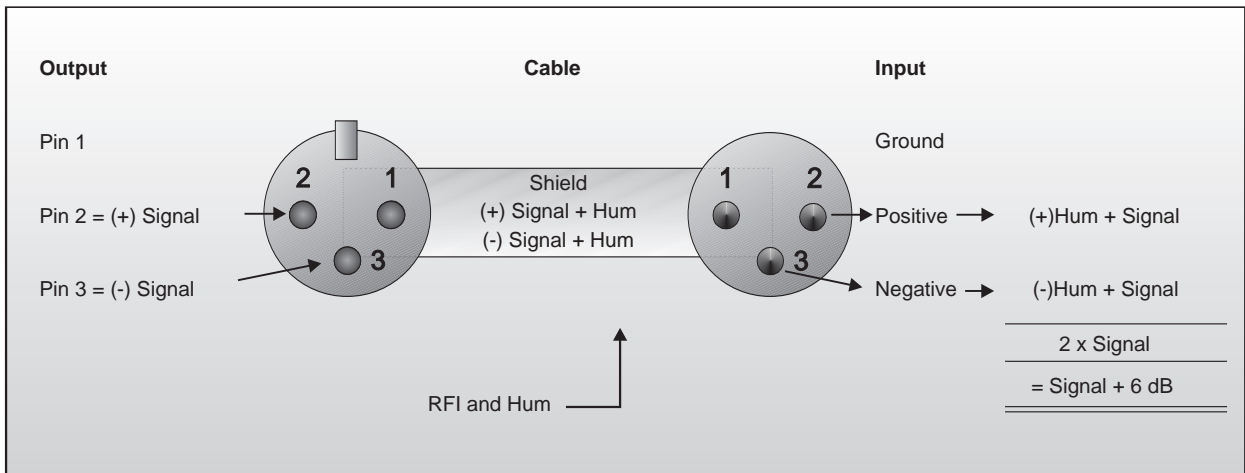 Output Cable Input
Pin 1 Ground
2 1 1 2
Shield
(+) Signal + Hum
Pin 2 = (+) Signal Positive (+)Hum + Signal
(-) Signal + Hum
3 3
Pin 3 = (-) Signal Negative (-)Hum + Signal
2 x Signal
= Signal + 6 dB
RFI and Hum